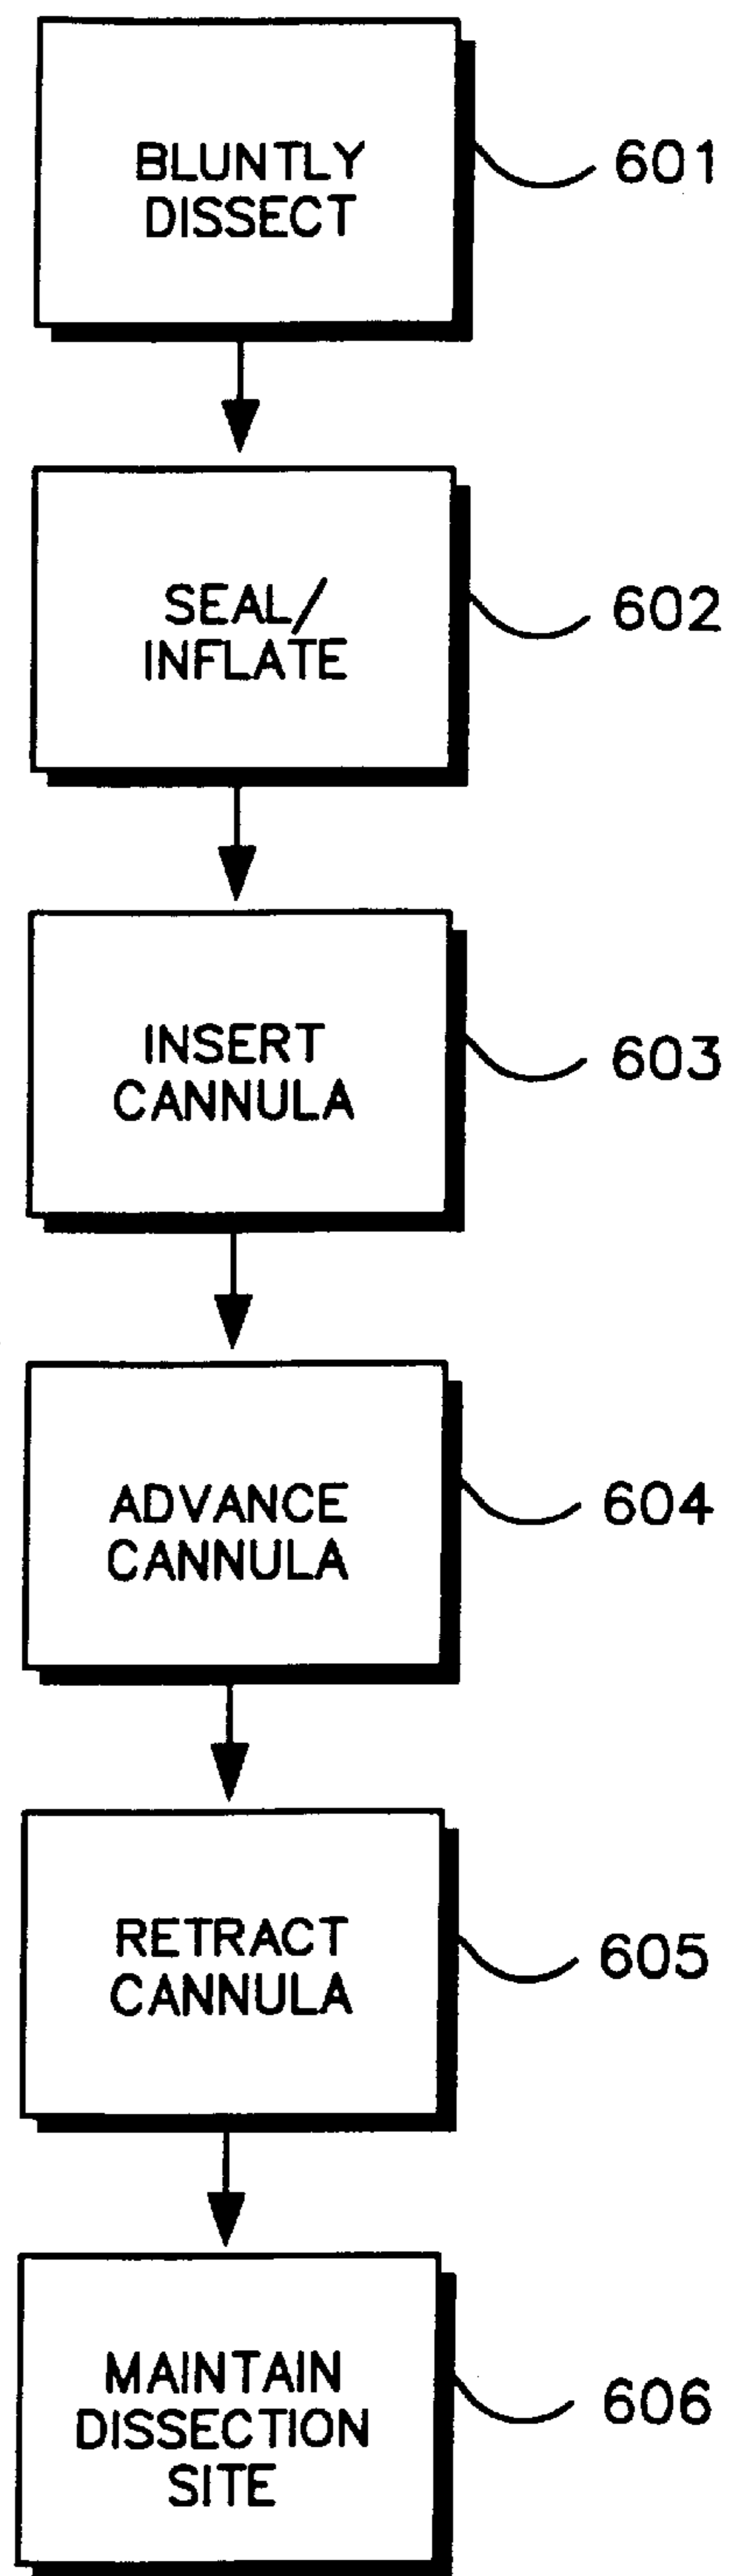 BLUNTLY
DISSECT
601
SEAL/
INFLATE
602
INSERT
CANNULA
603
ADVANCE
CANNULA
604
RETRACT
CANNULA
605
MAINTAIN
DISSECTION
SITE
606